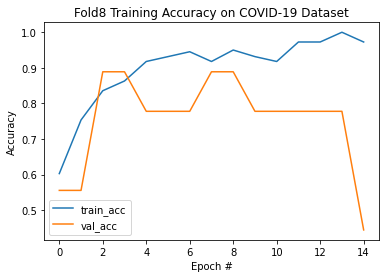 Fold8 Training Accuracy on COVID-19 Dataset
1.0
0.9
0.8
0.7
0.6
0.5
Accuracy
train_acc
val_acc
0 2 4 6 8 10 12 14
Epoch #